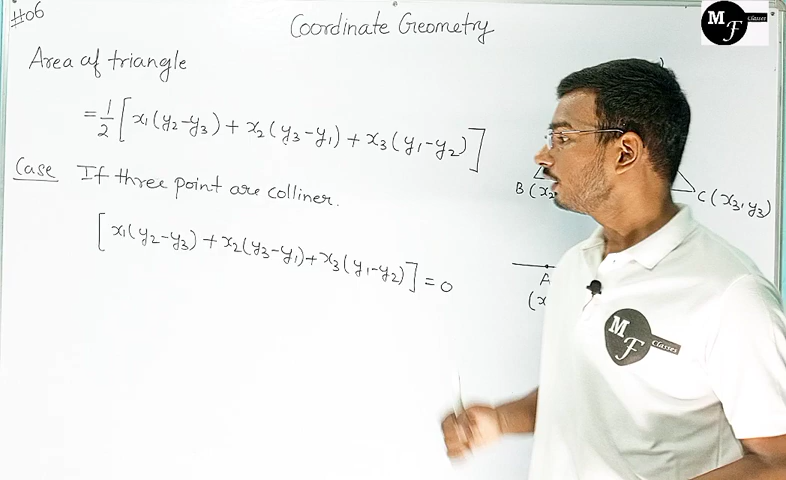 #06
Coordinate Geometry
MF Classes
Area of triangle
= 1/2 [x₁(y₂-y₃) + x₂(y₃-y₁) + x₃(y₁-y₂)]
B (x₂
C (x₃, y₃)
Case If three point are colliner.
[x₁(y₂-y₃) + x₂(y₃-y₁) + x₃(y₁-y₂)] = 0
A
(x
MF Classes